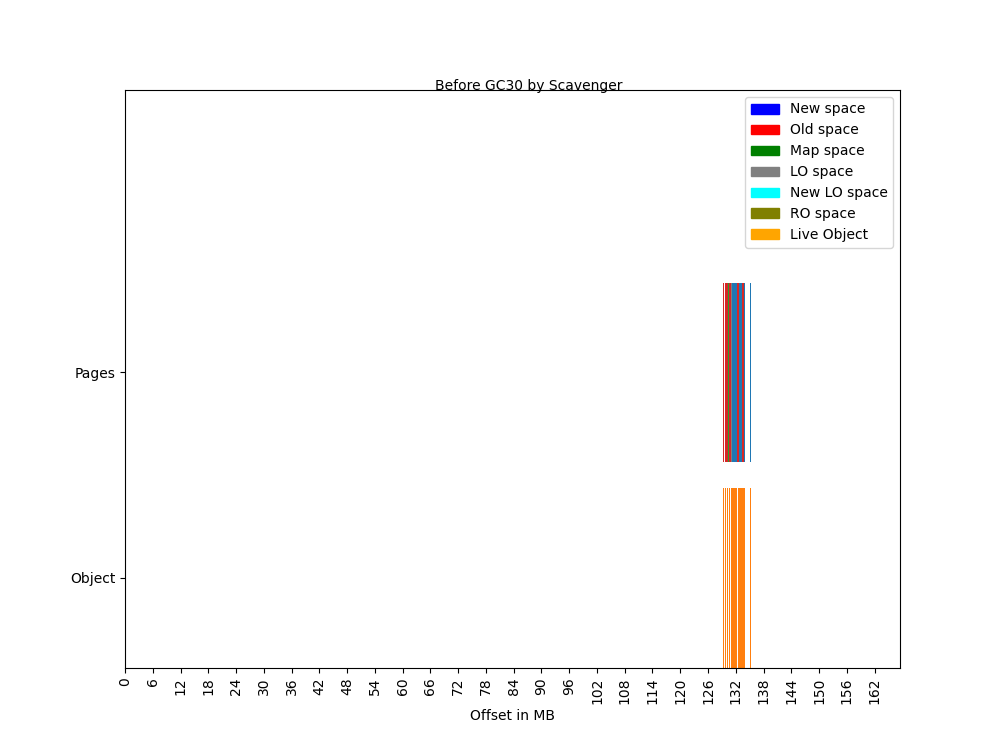 Before GC30 by Scavenger
New space
Old space
Map space
LO space
New LO space
RO space
Live Object
Pages
Object
0 6 12 18 24 30 36 42 48 54 60 66 72 78 84 90 96 102 108 114 120 126 132 138 144 150 156 162
Offset in MB